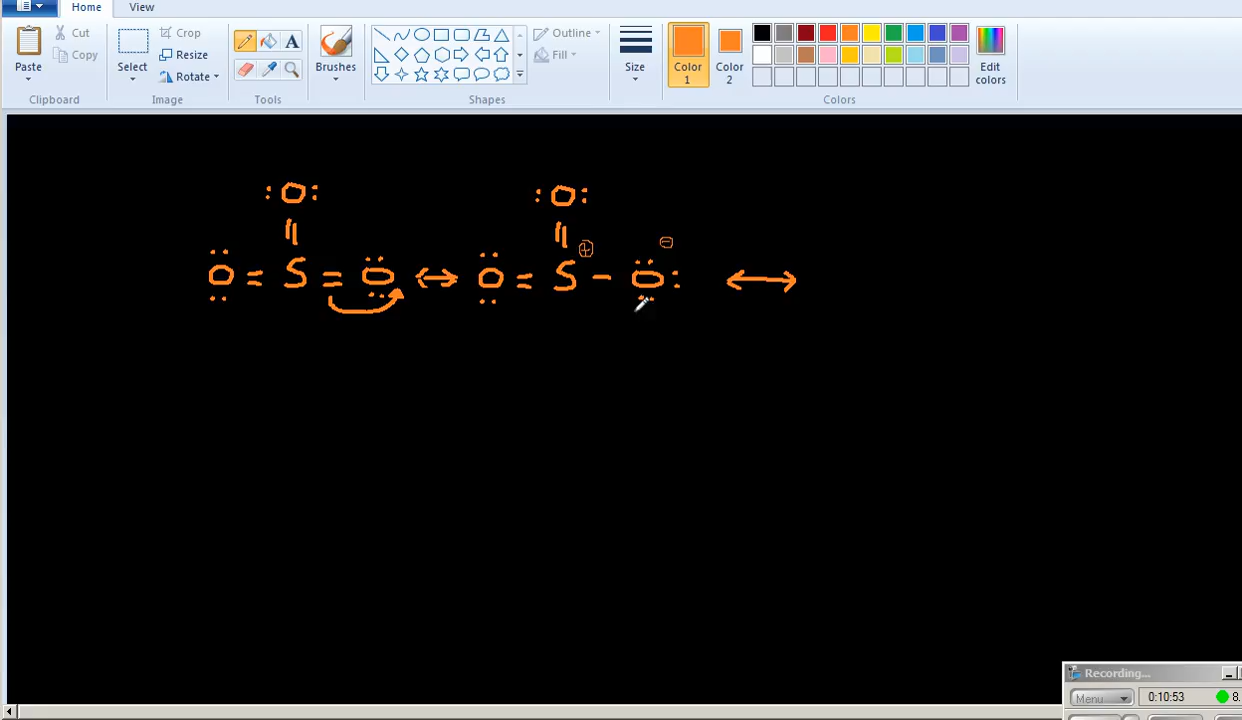 Home View
Cut
Copy
Paste
Clipboard
Select
Crop
Resize
Rotate
Image
A
Tools
Brushes
Shapes
Outline
Fill
Size
Color 1
Color 2
Colors
Edit colors
:O: :O:
|| || ⊕ ⊖
O = S = O ↔ O = S - O: ↔
Recording...
Menu 0:10:53 8.